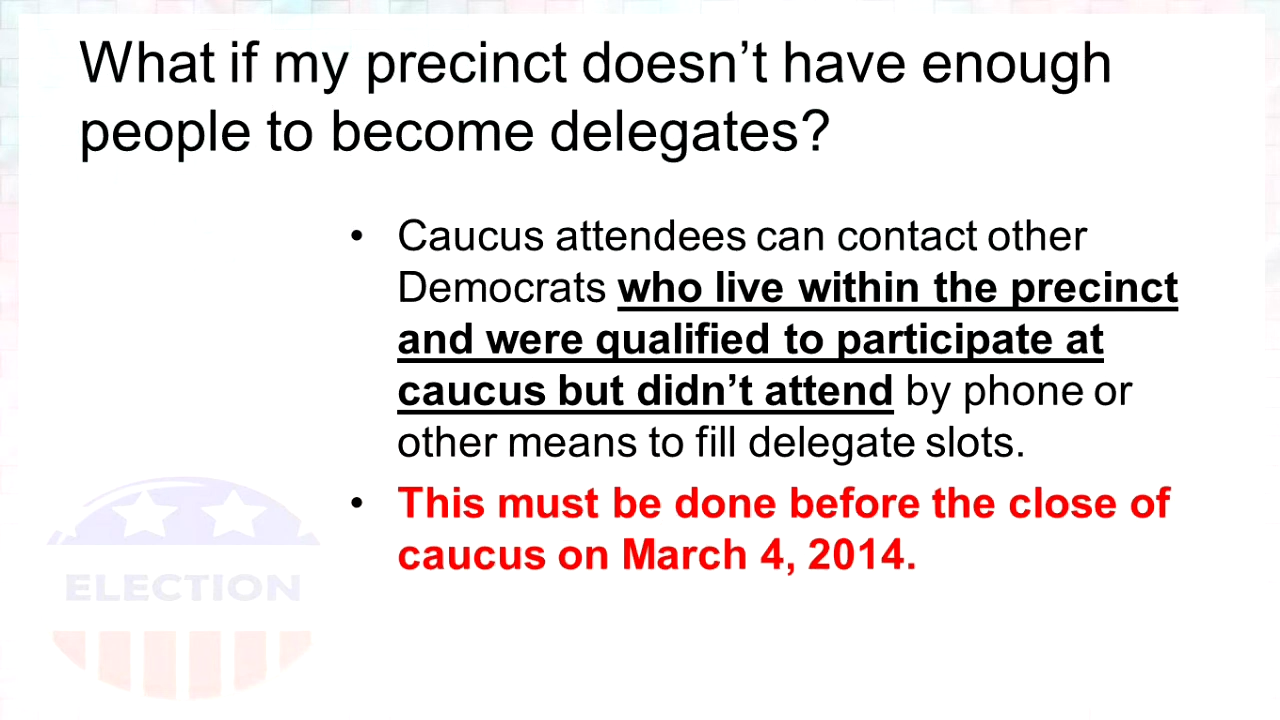 What if my precinct doesn’t have enough
people to become delegates?
• Caucus attendees can contact other
Democrats who live within the precinct
and were qualified to participate at
caucus but didn’t attend by phone or
other means to fill delegate slots.
• This must be done before the close of
caucus on March 4, 2014.
ELECTION